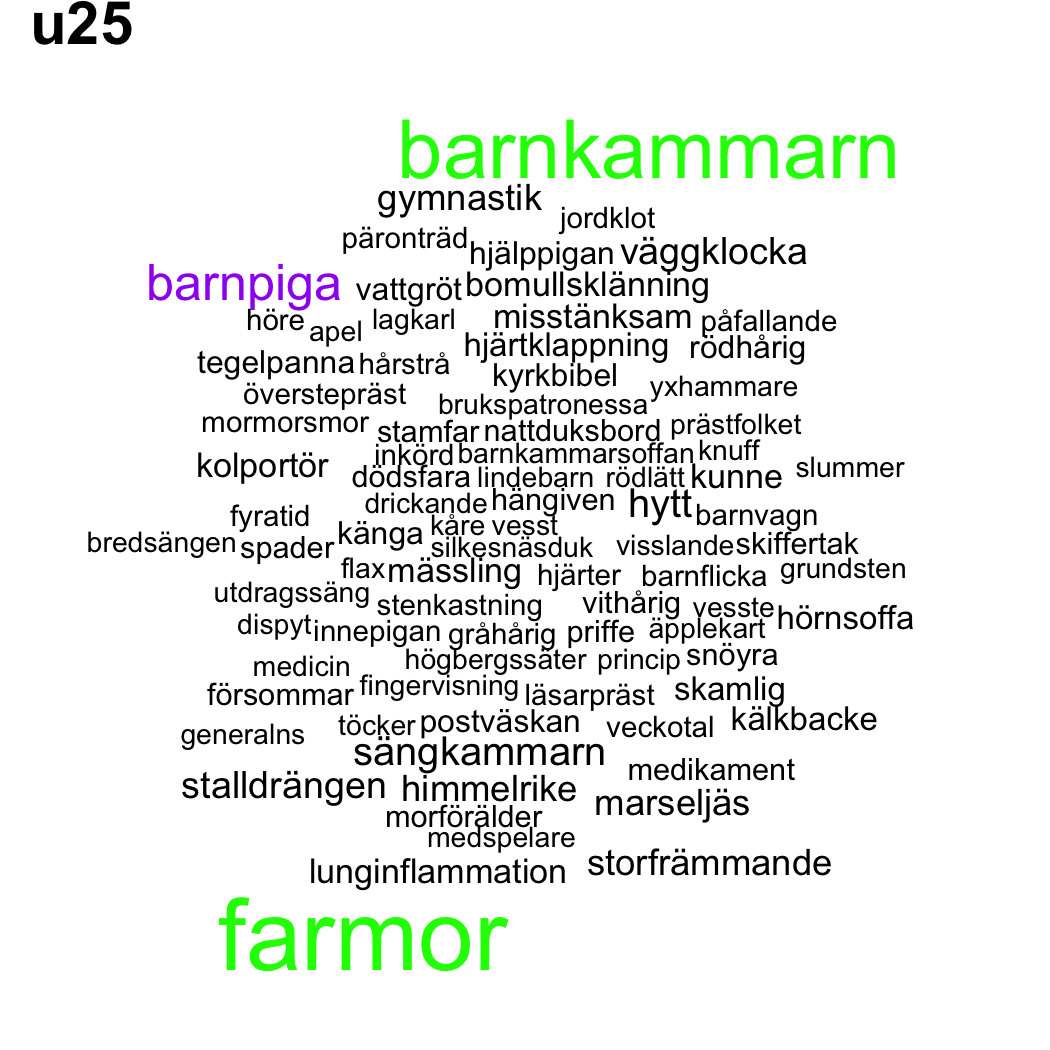 u25
barnkammarn
gymnastik
jordklot
päronträd hjälppigan väggklocka
barnpiga vattgröt bomullsklänning
höre apel lagkarl misstänksam påfallande
tegelpanna hårstrå hjärtklappning rödhårig
överstepräst kyrkbibel yxhammare
mormorsmor brukspatronessa prästfolket
stamfar nattduksbord
inkörd barnkammarsoffan knuff
kolportör dödsfara lindebarn rödlätt kunne slummer
drickande hängiven hytt barnvagn
fyratid känga kåre vesst
bredsängen spader silkesnäsduk visslande skiffertak
flax mässling hjärter barnflicka grundsten
utdragssäng stenkastning vithårig vesste hörnsoffa
dispyt innepigan gråhårig priffe äpplekart
medicin högbergssäter princip snöyra
försommar fingervisning läsarpräst skamlig
generalns töcker postväskan veckotal kälkbacke
sängkammarn medikament
stalldrängen himmelrike marseljäs
morförälder
medspelare
lunginflammation storfrämmande
farmor